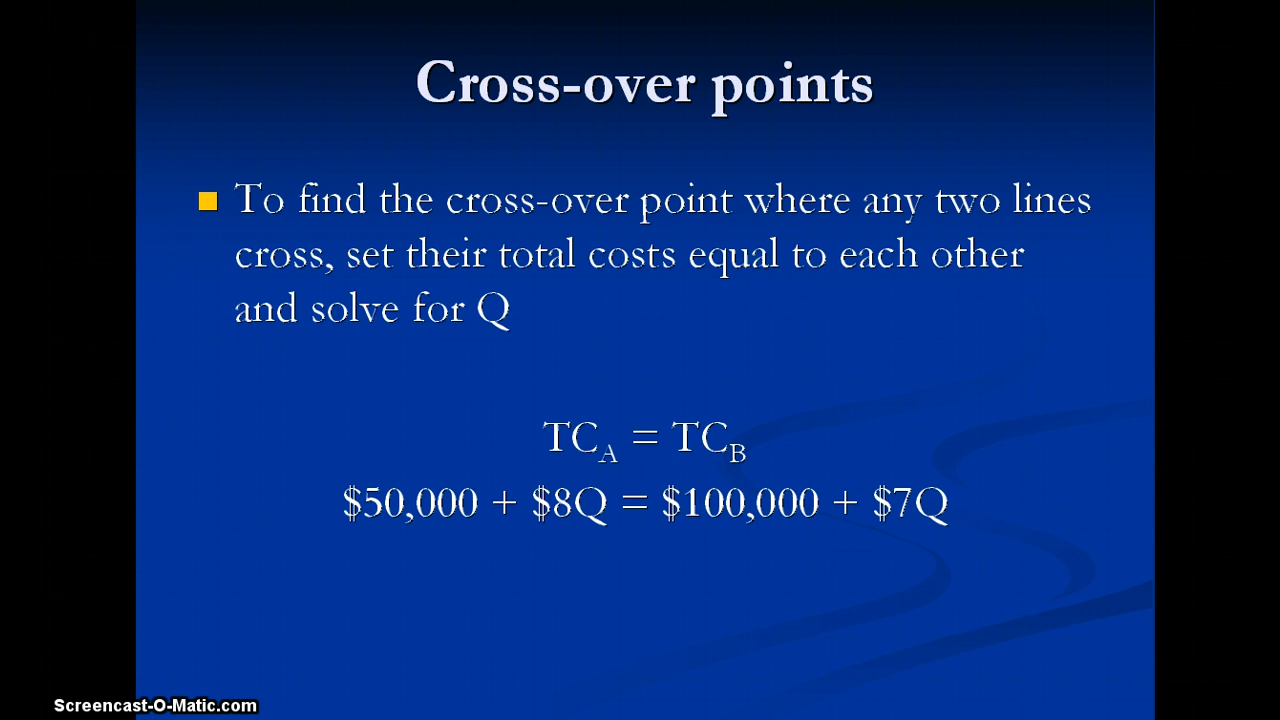 Cross-over points
To find the cross-over point where any two lines
cross, set their total costs equal to each other
and solve for Q
TC_A = TC_B
$50,000 + $8Q = $100,000 + $7Q
Screencast-O-Matic.com